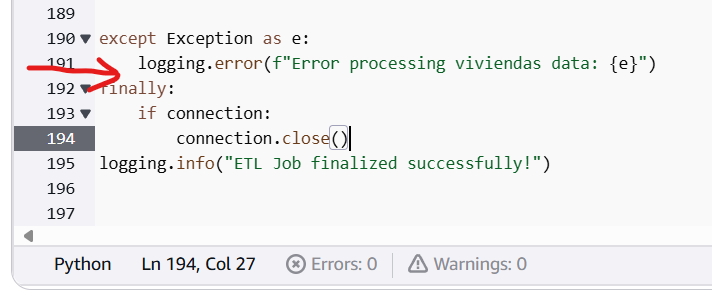 189
190 except Exception as e:
191 logging.error(f"Error processing viviendas data: {e}")
192 finally:
193 if connection:
194 connection.close()
195 logging.info("ETL Job finalized successfully!")
196
197
Python Ln 194, Col 27 Errors: 0 Warnings: 0